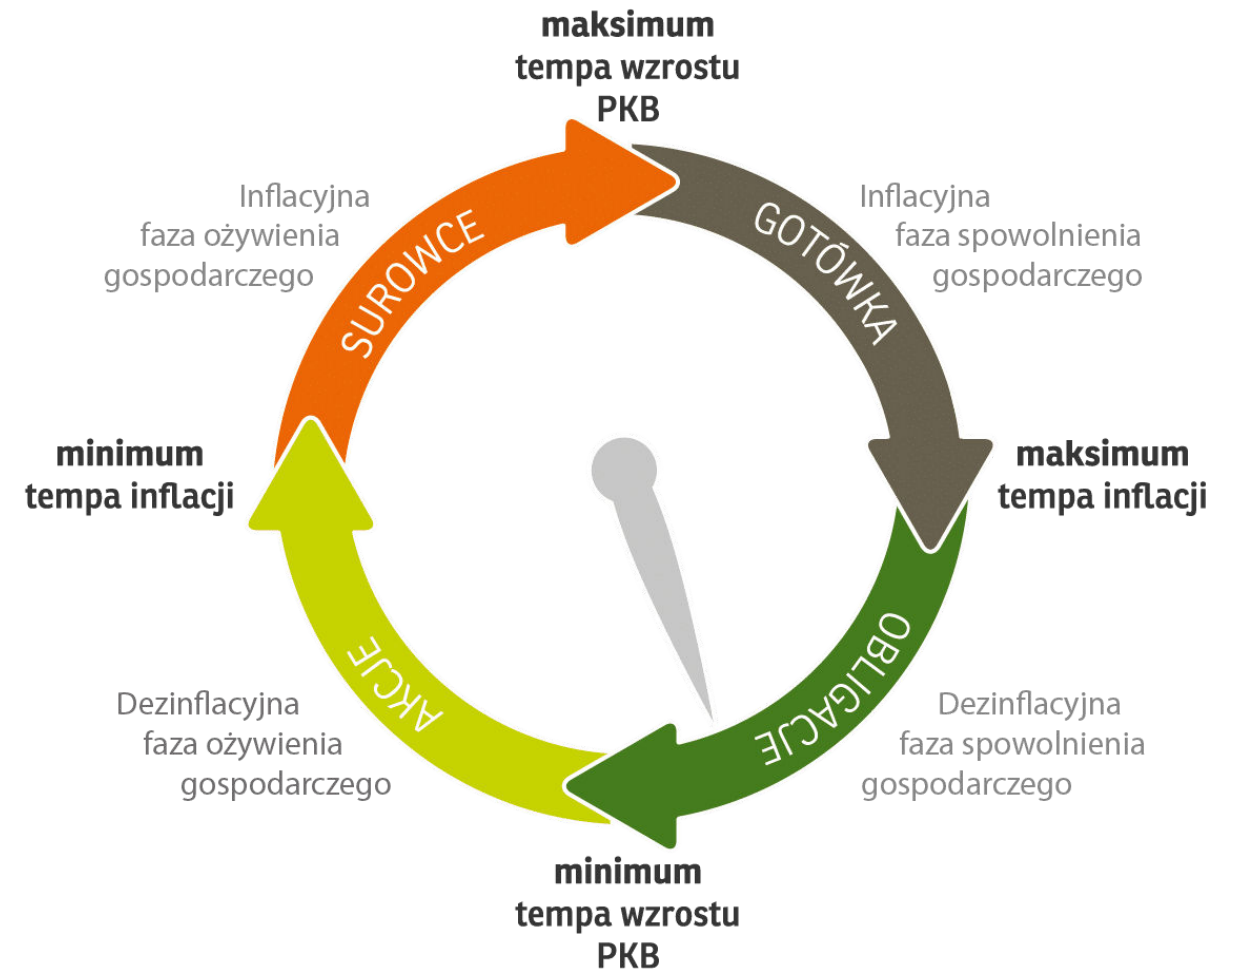 maksimum
tempa wzrostu
PKB
Inflacyjna
faza ożywienia
gospodarczego
SUROWCE
GOTÓWKA
Inflacyjna
faza spowolnienia
gospodarczego
minimum
tempa inflacji
maksimum
tempa inflacji
Dezinflacyjna
faza ożywienia
gospodarczego
AKCJE
OBLIGACJE
Dezinflacyjna
faza spowolnienia
gospodarczego
minimum
tempa wzrostu
PKB